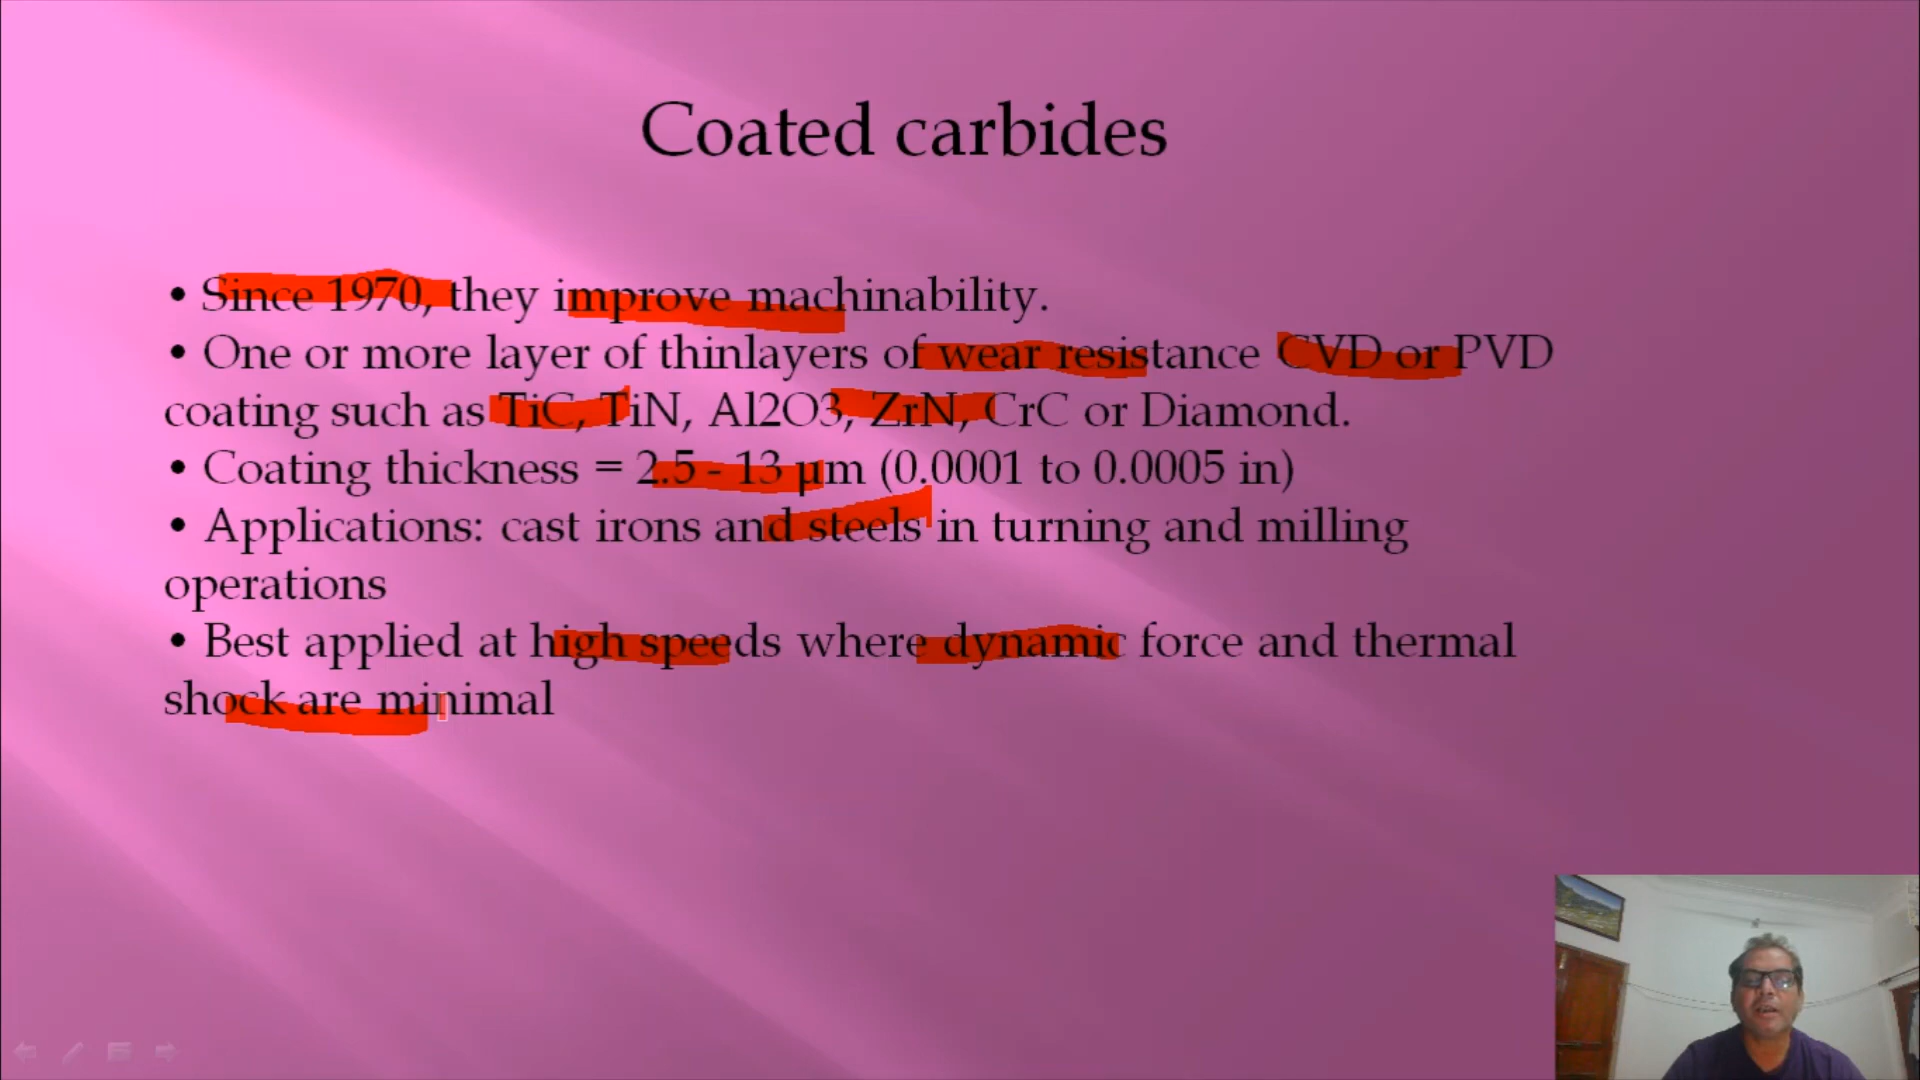 Coated carbides
• Since 1970, they improve machinability.
• One or more layer of thinlayers of wear resistance CVD or PVD
coating such as TiC, TiN, Al2O3, ZrN, CrC or Diamond.
• Coating thickness = 2.5 - 13 μm (0.0001 to 0.0005 in)
• Applications: cast irons and steels in turning and milling
operations
• Best applied at high speeds where dynamic force and thermal
shock are minimal